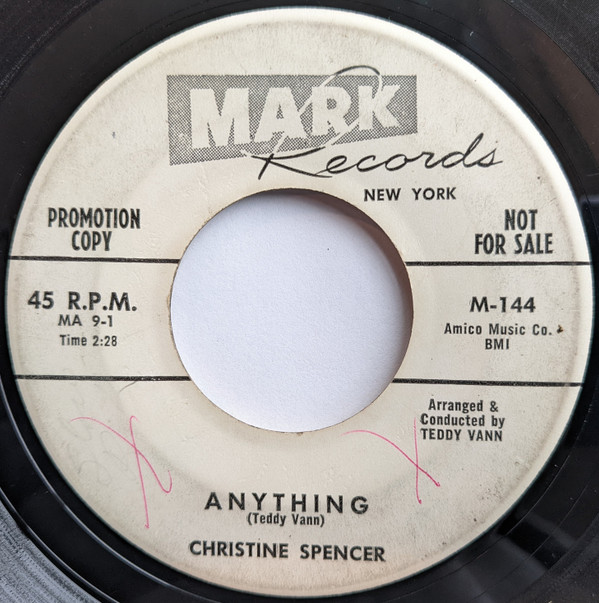 MARK
Records
NEW YORK
PROMOTION
COPY
NOT
FOR SALE
45 R.P.M.
MA 9-1
Time 2:28
M-144
Amico Music Co.
BMI
Arranged &
Conducted by
TEDDY VANN
ANYTHING
(Teddy Vann)
CHRISTINE SPENCER